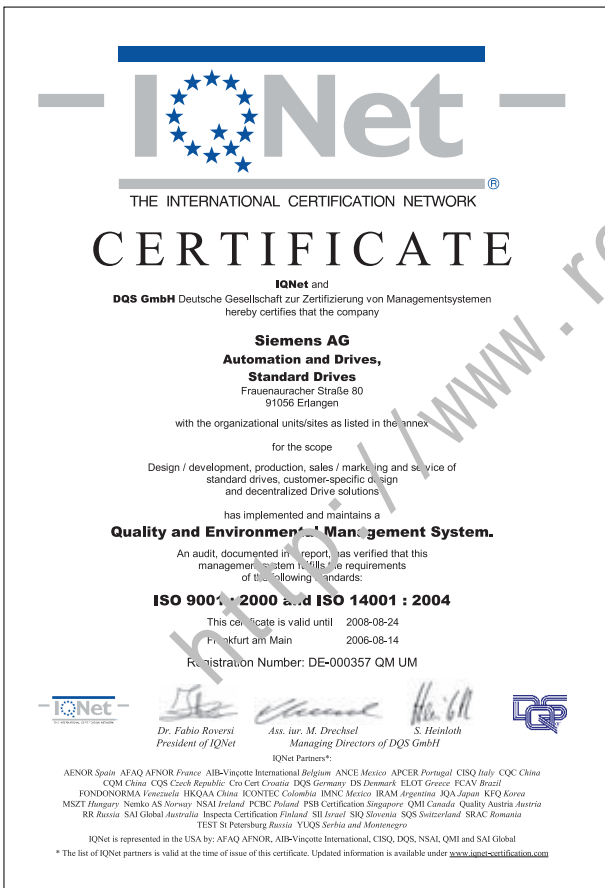 IQNet
®
THE INTERNATIONAL CERTIFICATION NETWORK
CERTIFICATE
IQNet and
DQS GmbH Deutsche Gesellschaft zur Zertifizierung von Managementsystemen
hereby certifies that the company
Siemens AG
Automation and Drives,
Standard Drives
Frauenauracher Straße 80
91056 Erlangen
with the organizational units/sites as listed in the annex
for the scope
Design / development, production, sales / marketing and service of
standard drives, customer-specific design
and decentralized Drive solutions
has implemented and maintains a
Quality and Environmental Management System.
An audit, documented in a report, has verified that this
management system fulfills the requirements
of the following standards:
ISO 9001 : 2000 and ISO 14001 : 2004
This certificate is valid until 2008-08-24
Frankfurt am Main 2006-08-14
Registration Number: DE-000357 QM UM
IQNet
THE INTERNATIONAL CERTIFICATION NETWORK
DQS
Dr. Fabio Roversi Ass. iur. M. Drechsel S. Heinloth
President of IQNet Managing Directors of DQS GmbH
IQNet Partners*:
AENOR Spain AFAQ AFNOR France AIB-Vinçotte International Belgium ANCE Mexico APCER Portugal CISQ Italy CQC China
CQM China CQS Czech Republic Cro Cert Croatia DQS Germany DS Denmark ELOT Greece FCAV Brazil
FONDONORMA Venezuela HKQAA China ICONTEC Colombia IMNC Mexico IRAM Argentina JQA Japan KFQ Korea
MSZT Hungary Nemko AS Norway NSAI Ireland PCBC Poland PSB Certification Singapore QMI Canada Quality Austria Austria
RR Russia SAI Global Australia Inspecta Certification Finland SII Israel SIQ Slovenia SQS Switzerland SRAC Romania
TEST St Petersburg Russia YUQS Serbia and Montenegro
IQNet is represented in the USA by: AFAQ AFNOR, AIB-Vinçotte International, CISQ, DQS, NSAI, QMI and SAI Global
* The list of IQNet partners is valid at the time of issue of this certificate. Updated information is available under www.iqnet-certification.com
http://www.r